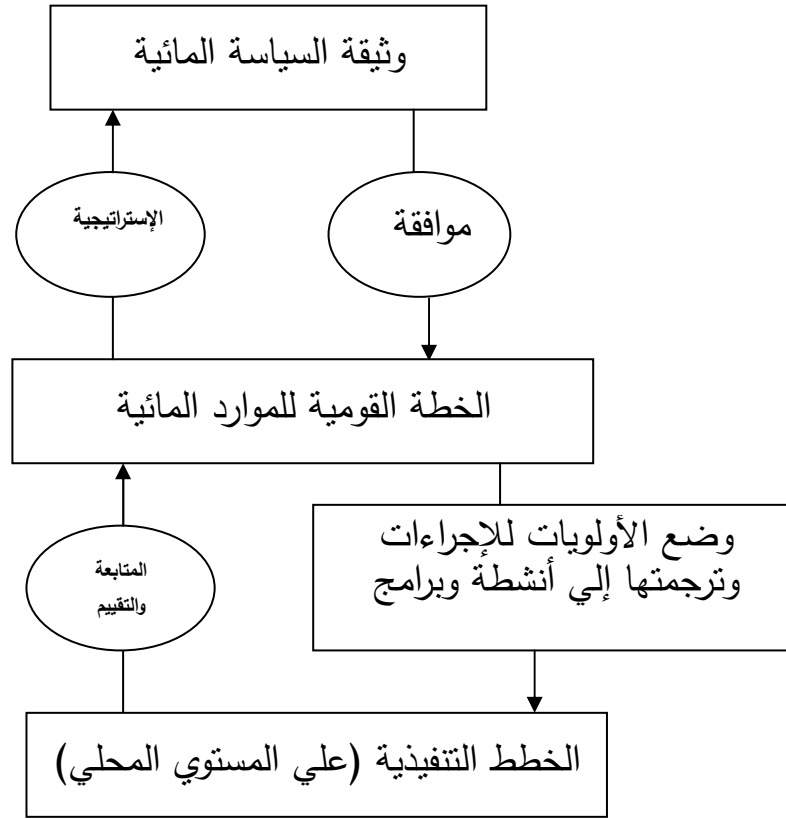 وثيقة السياسة المائية
موافقة
الإستراتيجية
الخطة القومية للموارد المائية
وضع الأولويات للإجراءات
وترجمتها إلي أنشطة وبرامج
المتابعة
والتقييم
الخطط التنفيذية (علي المستوي المحلي)